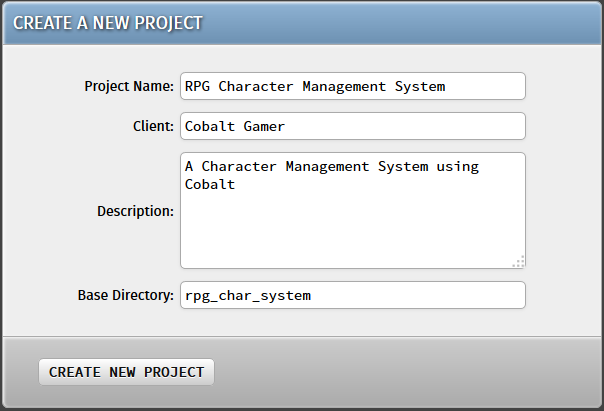 CREATE A NEW PROJECT
Project Name: RPG Character Management System
Client: Cobalt Gamer
Description: A Character Management System using
Cobalt
Base Directory: rpg_char_system
CREATE NEW PROJECT